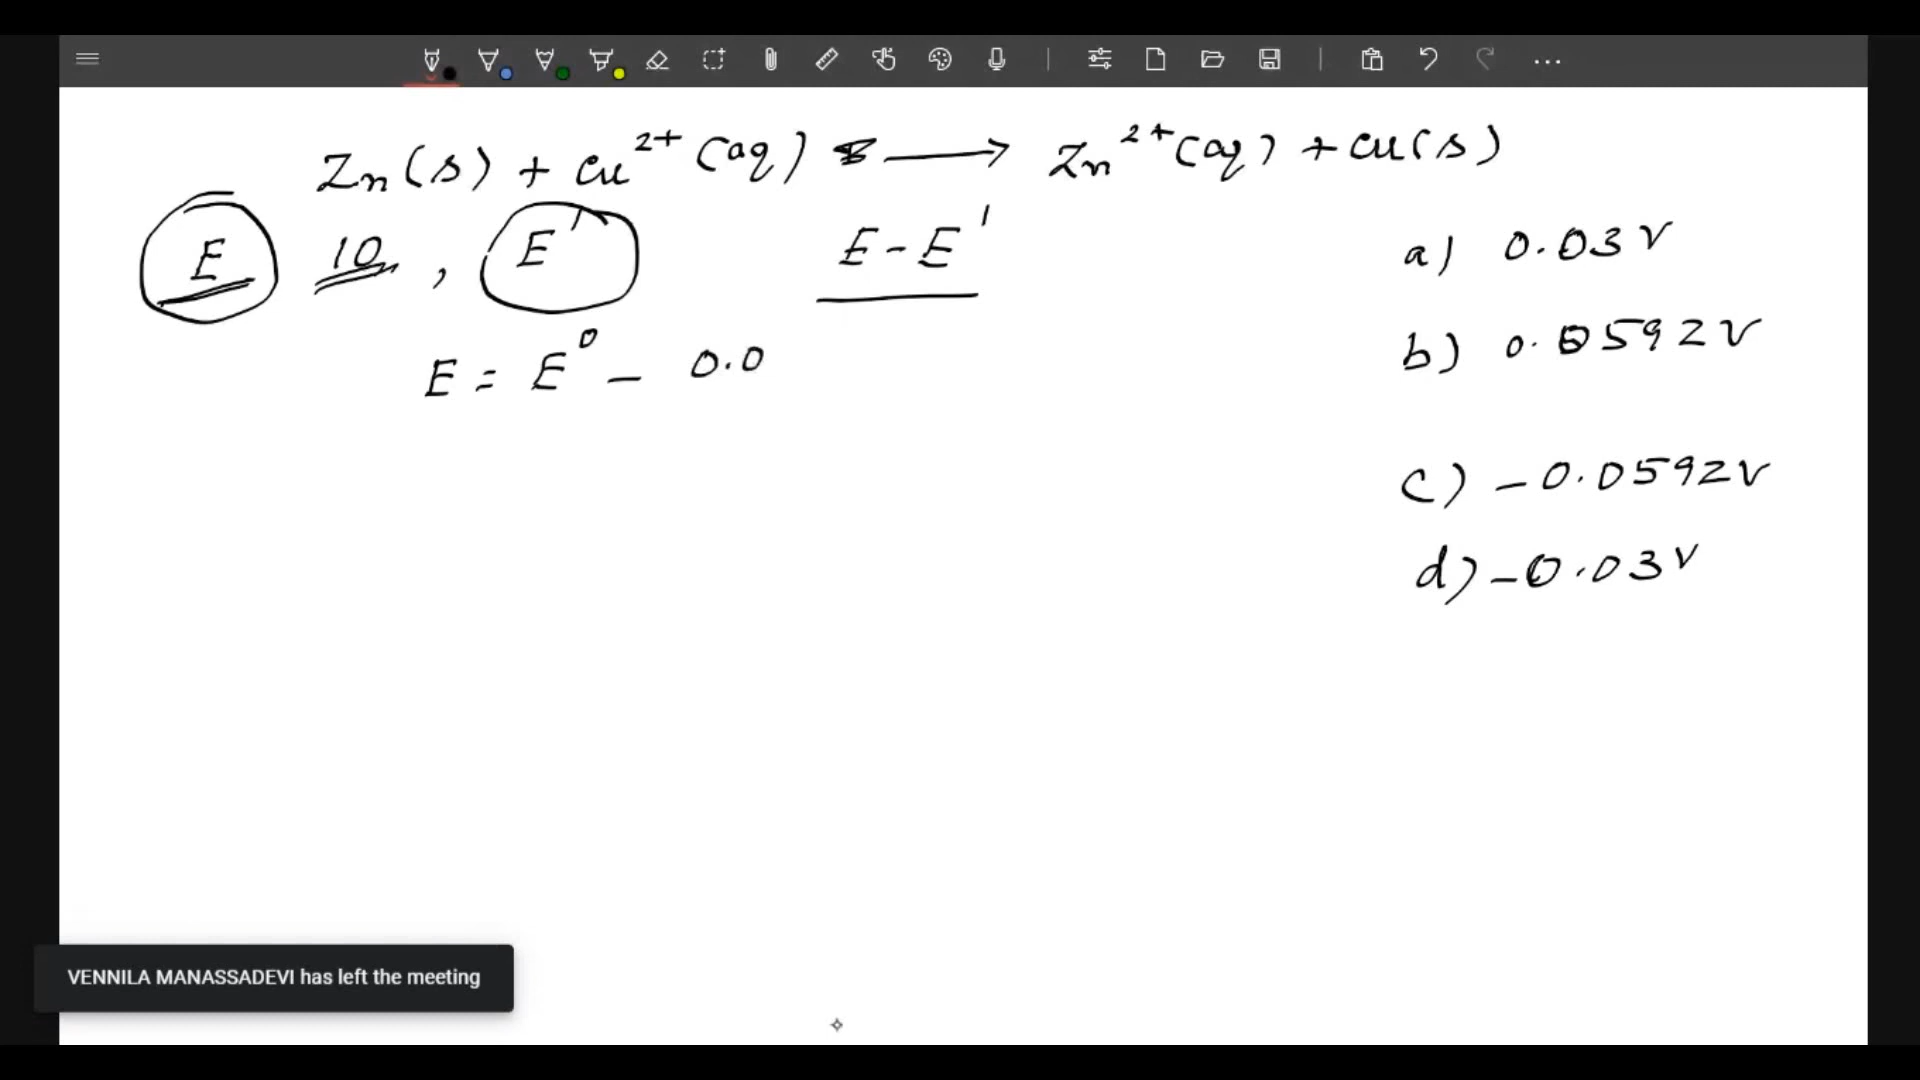 Zn(s) + Cu²⁺(aq) ⟶ Zn²⁺(aq) + Cu(s)
E 10, E' E - E'
a) 0.03 V
E = E⁰ - 0.0
b) 0.0592 V
c) -0.0592 V
d) -0.03 V
VENNILA MANASSADEVI has left the meeting